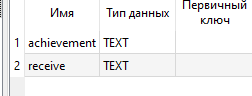 Имя Тип данных Первичный ключ
1 achievement TEXT
2 receive TEXT